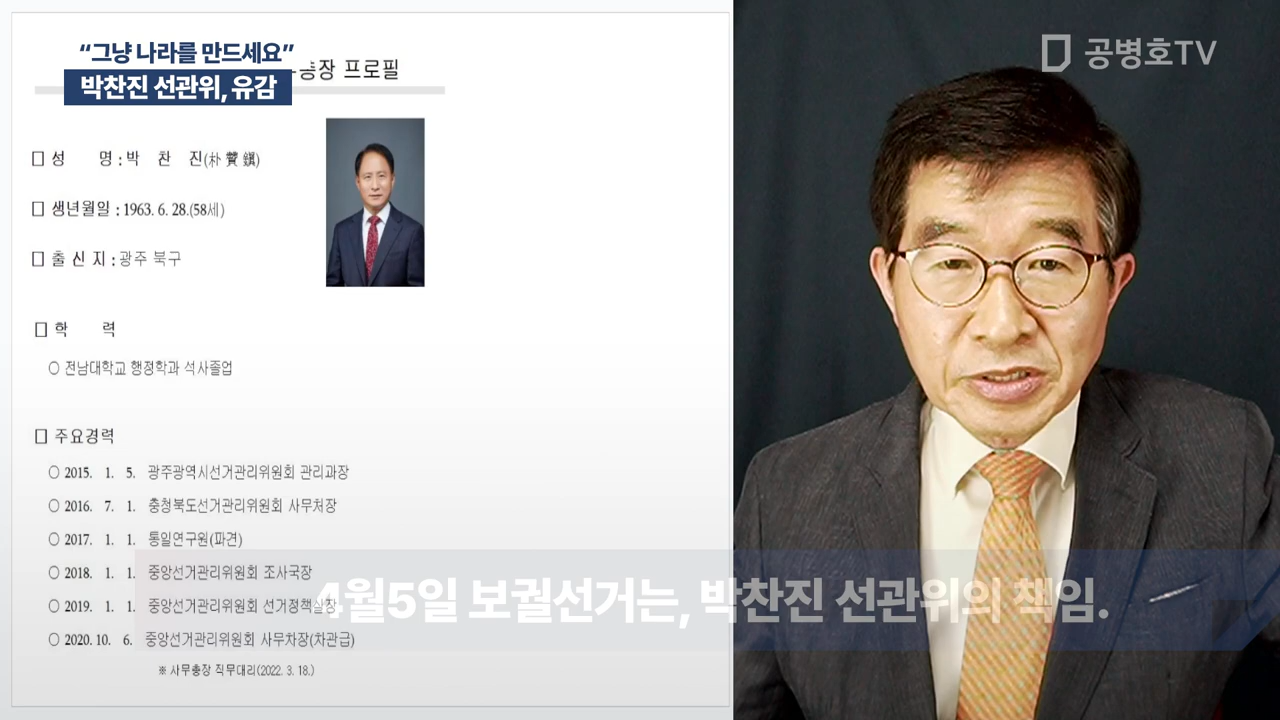 “그냥 나라를 만드세요”
박찬진 선관위, 유감
총장 프로필
공병호TV
성 명 : 박 찬 진(朴 贊 鎭)
생년월일 : 1963. 6. 28.(58세)
출 신 지 : 광주 북구
학 력
전남대학교 행정학과 석사졸업
주요경력
2015. 1. 5. 광주광역시선거관리위원회 관리과장
2016. 7. 1. 충청북도선거관리위원회 사무처장
2017. 1. 1. 통일연구원(파견)
2018. 1. 1. 중앙선거관리위원회 조사국장
2019. 1. 1. 중앙선거관리위원회 선거정책실장
4월5일 보궐선거는, 박찬진 선관위의 책임.
2020. 10. 6. 중앙선거관리위원회 사무차장(차관급)
※ 사무총장 직무대리(2022. 3. 18.)